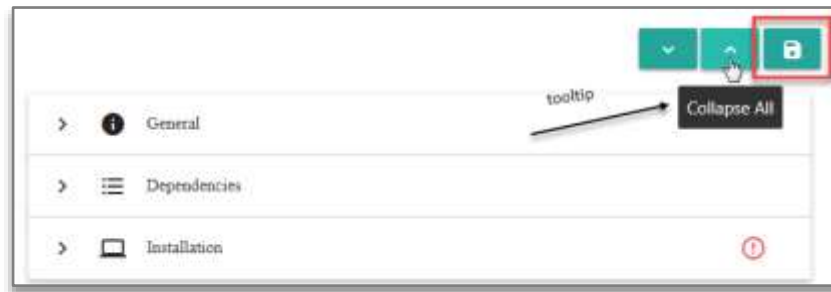 tooltip
Collapse All
General
Dependencies
Installation